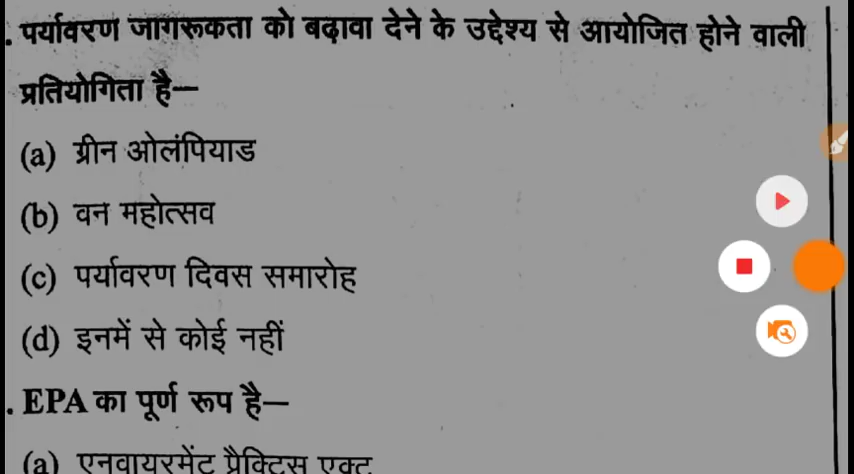 . पर्यावरण जागरूकता को बढ़ावा देने के उद्देश्य से आयोजित होने वाली
प्रतियोगिता है—
(a) ग्रीन ओलंपियाड
(b) वन महोत्सव
(c) पर्यावरण दिवस समारोह
(d) इनमें से कोई नहीं
. EPA का पूर्ण रूप है—
(a) एनवायरमेंट प्रैक्टिस एक्ट